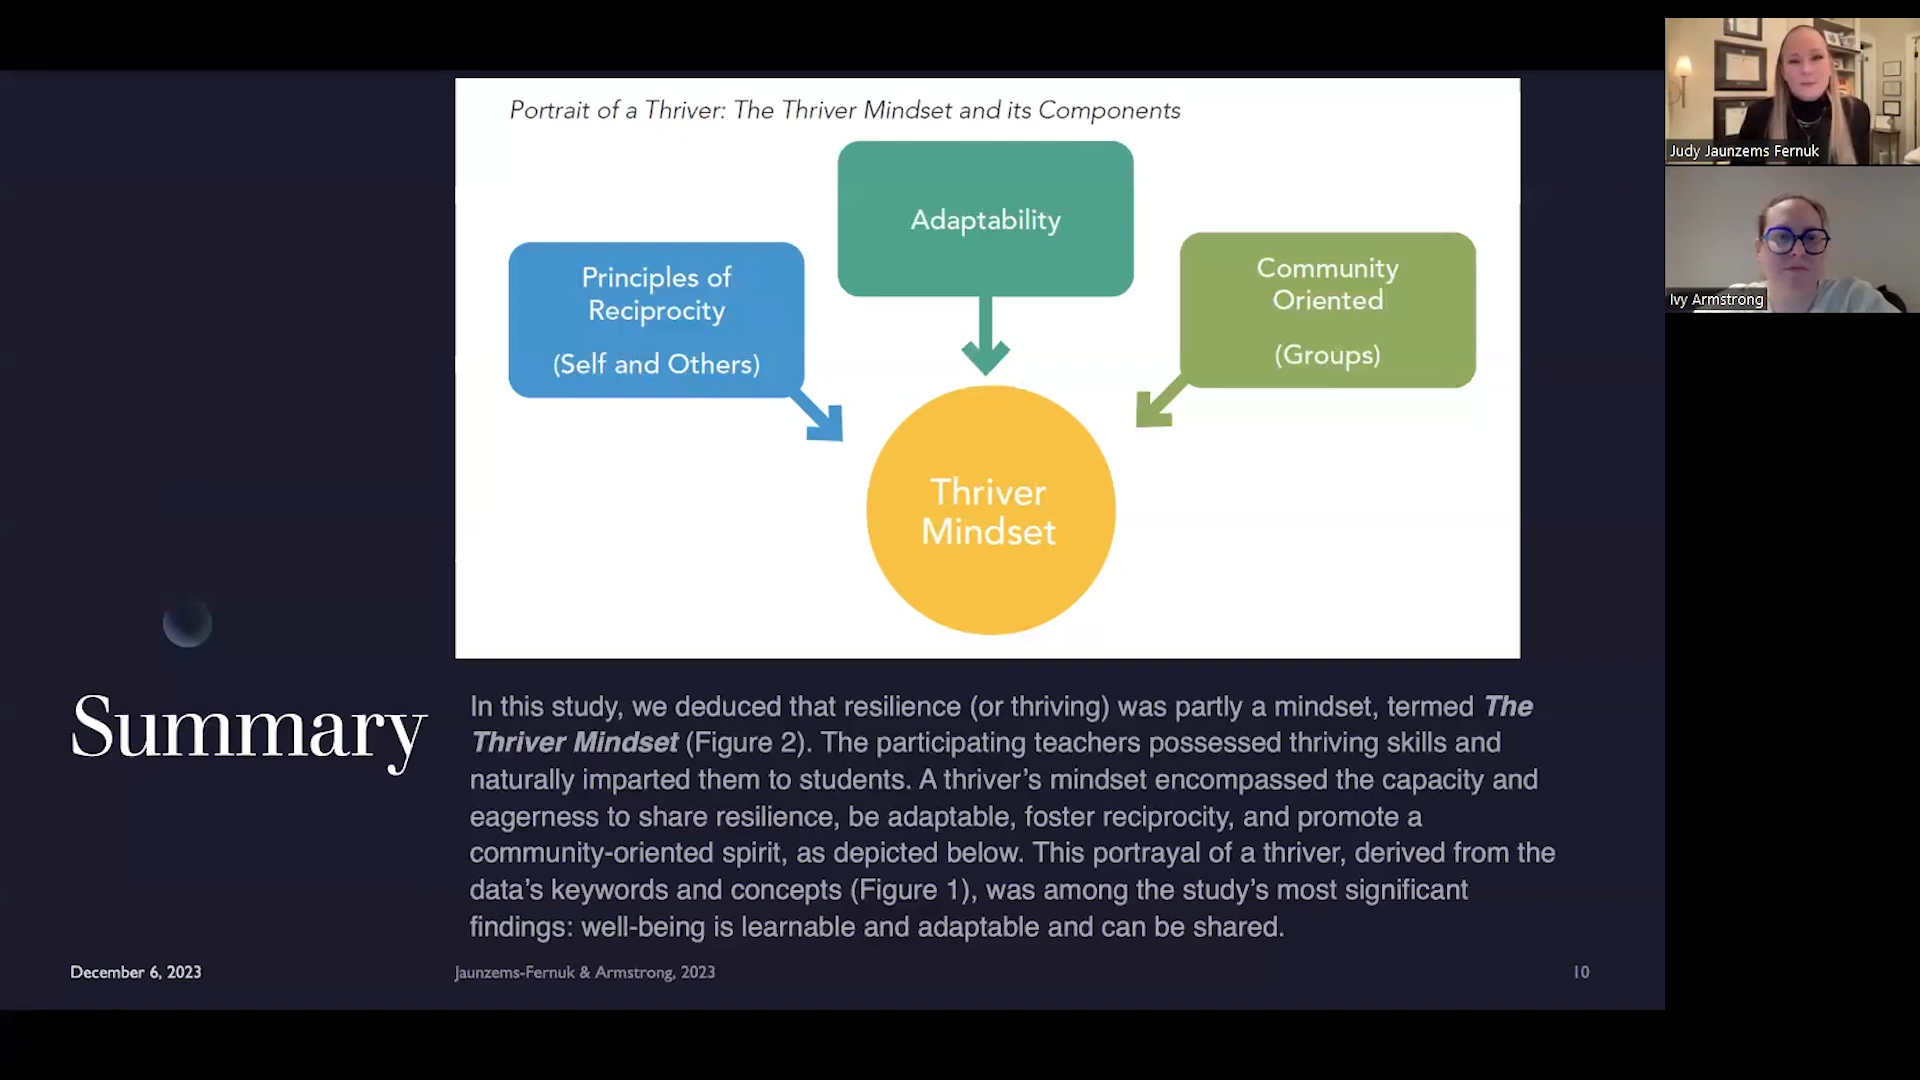 Portrait of a Thriver: The Thriver Mindset and its Components
Adaptability
Principles of
Reciprocity
(Self and Others)
Community
Oriented
(Groups)
Thriver
Mindset
Summary
In this study, we deduced that resilience (or thriving) was partly a mindset, termed The
Thriver Mindset (Figure 2). The participating teachers possessed thriving skills and
naturally imparted them to students. A thriver’s mindset encompassed the capacity and
eagerness to share resilience, be adaptable, foster reciprocity, and promote a
community-oriented spirit, as depicted below. This portrayal of a thriver, derived from the
data’s keywords and concepts (Figure 1), was among the study’s most significant
findings: well-being is learnable and adaptable and can be shared.
December 6, 2023
Jaunzems-Fernuk & Armstrong, 2023
10
Judy Jaunzems Fernuk
Ivy Armstrong